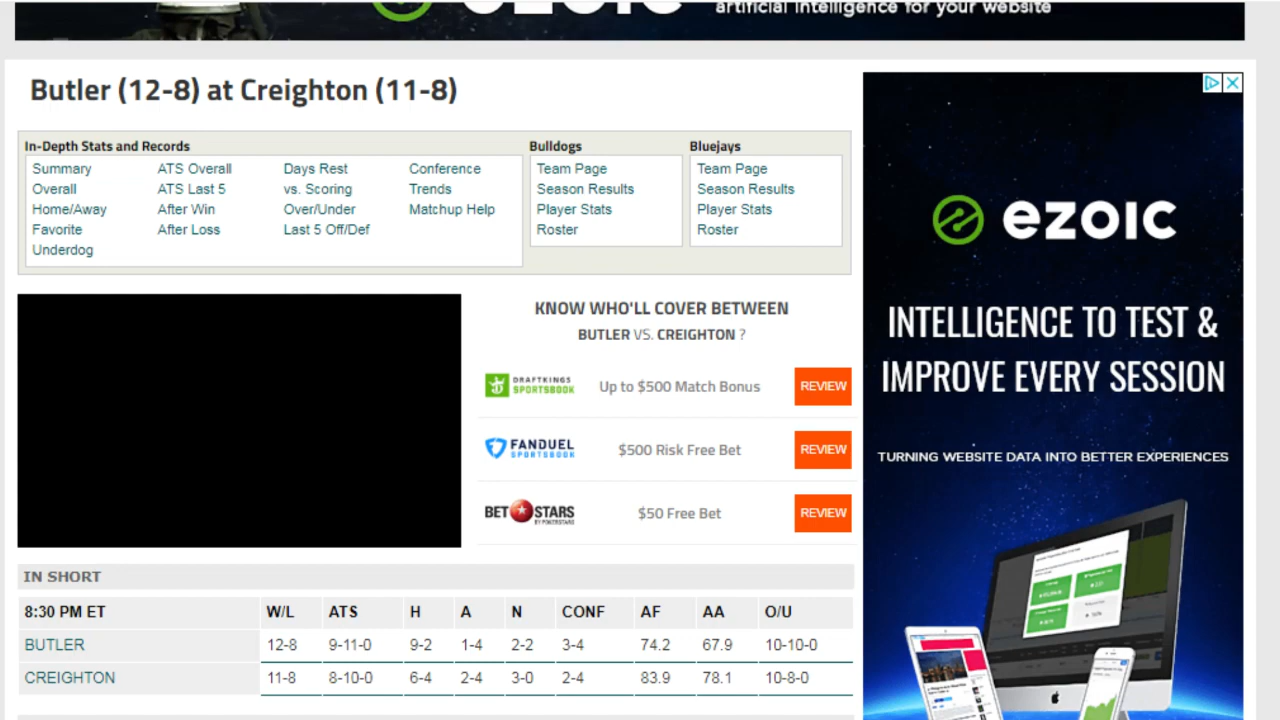 ezoic
artificial intelligence for your website
Butler (12-8) at Creighton (11-8)
In-Depth Stats and Records
Summary ATS Overall Days Rest Conference
Overall ATS Last 5 vs. Scoring Trends
Home/Away After Win Over/Under Matchup Help
Favorite After Loss Last 5 Off/Def
Underdog
Bulldogs
Team Page
Season Results
Player Stats
Roster
Bluejays
Team Page
Season Results
Player Stats
Roster
KNOW WHO'LL COVER BETWEEN
BUTLER VS. CREIGHTON ?
DRAFTKINGS SPORTSBOOK Up to $500 Match Bonus REVIEW
FANDUEL SPORTSBOOK $500 Risk Free Bet REVIEW
BET STARS BY POKERSTARS $50 Free Bet REVIEW
IN SHORT
8:30 PM ET W/L ATS H A N CONF AF AA O/U
BUTLER 12-8 9-11-0 9-2 1-4 2-2 3-4 74.2 67.9 10-10-0
CREIGHTON 11-8 8-10-0 6-4 2-4 3-0 2-4 83.9 78.1 10-8-0
ezoic
INTELLIGENCE TO TEST &
IMPROVE EVERY SESSION
TURNING WEBSITE DATA INTO BETTER EXPERIENCES